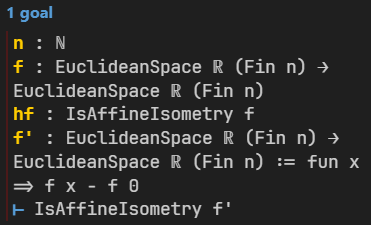 1 goal
n : ℕ
f : EuclideanSpace ℝ (Fin n) →
EuclideanSpace ℝ (Fin n)
hf : IsAffineIsometry f
f' : EuclideanSpace ℝ (Fin n) →
EuclideanSpace ℝ (Fin n) := fun x
⇒ f x - f 0
⊢ IsAffineIsometry f'